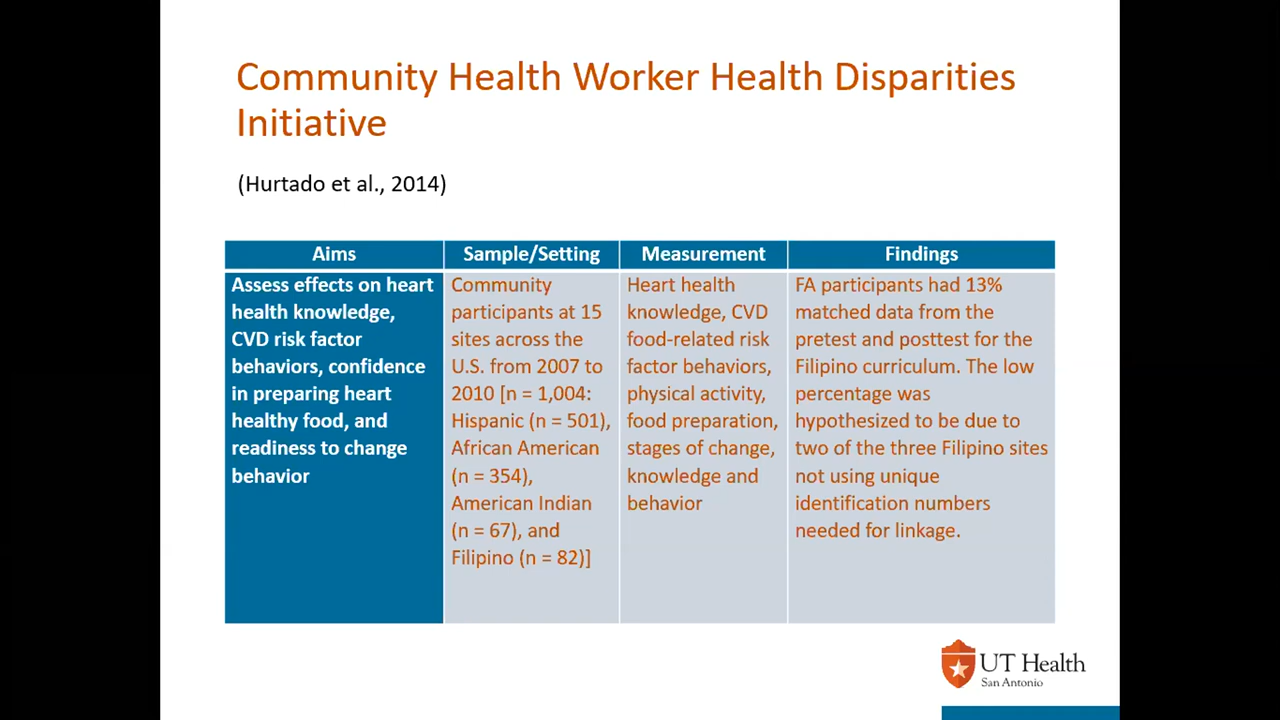 Community Health Worker Health Disparities
Initiative
(Hurtado et al., 2014)
Aims
Sample/Setting
Measurement
Findings
Assess effects on heart
health knowledge,
CVD risk factor
behaviors, confidence
in preparing heart
healthy food, and
readiness to change
behavior
Community
participants at 15
sites across the
U.S. from 2007 to
2010 [n = 1,004:
Hispanic (n = 501),
African American
(n = 354),
American Indian
(n = 67), and
Filipino (n = 82)]
Heart health
knowledge, CVD
food-related risk
factor behaviors,
physical activity,
food preparation,
stages of change,
knowledge and
behavior
FA participants had 13%
matched data from the
pretest and posttest for the
Filipino curriculum. The low
percentage was
hypothesized to be due to
two of the three Filipino sites
not using unique
identification numbers
needed for linkage.
UT Health
San Antonio